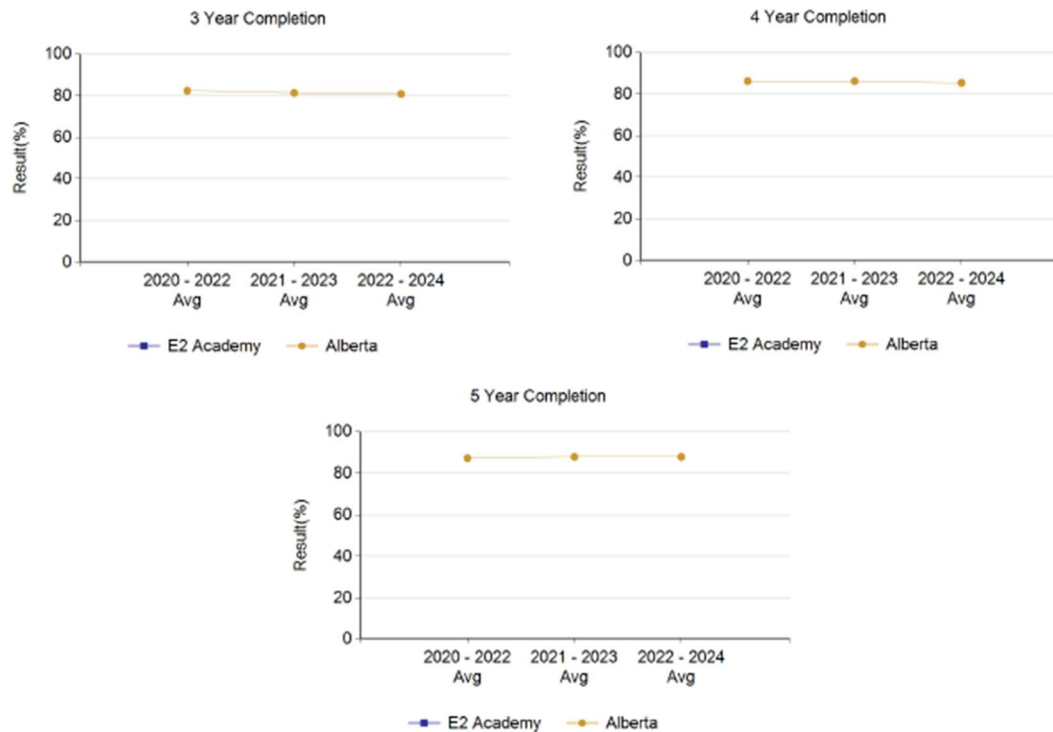 3 Year Completion
100
80
60
40
20
0
Result(%)
2020 - 2022 Avg
2021 - 2023 Avg
2022 - 2024 Avg
E2 Academy
Alberta
4 Year Completion
100
80
60
40
20
0
Result(%)
2020 - 2022 Avg
2021 - 2023 Avg
2022 - 2024 Avg
E2 Academy
Alberta
5 Year Completion
100
80
60
40
20
0
Result(%)
2020 - 2022 Avg
2021 - 2023 Avg
2022 - 2024 Avg
E2 Academy
Alberta